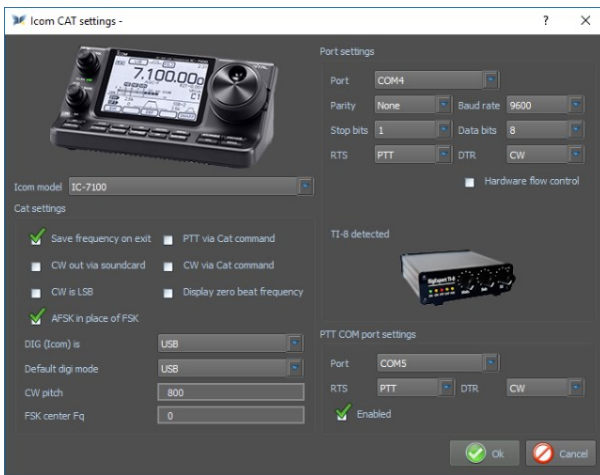 Icom CAT settings -
?
7.100.00
Icom model IC-7100
Cat settings
Save frequency on exit PTT via Cat command
CW out via soundcard CW via Cat command
CW is LSB Display zero beat frequency
AFSK in place of FSK
DIG (Icom) is USB
Default digi mode USB
CW pitch 800
FSK center Fq 0
Port settings
Port COM4
Parity None Baud rate 9600
Stop bits 1 Data bits 8
RTS PTT DTR CW
Hardware flow control
TI-8 detected
DigiExpert TI-8
PTT COM port settings
Port COM5
RTS PTT DTR CW
Enabled
Ok Cancel